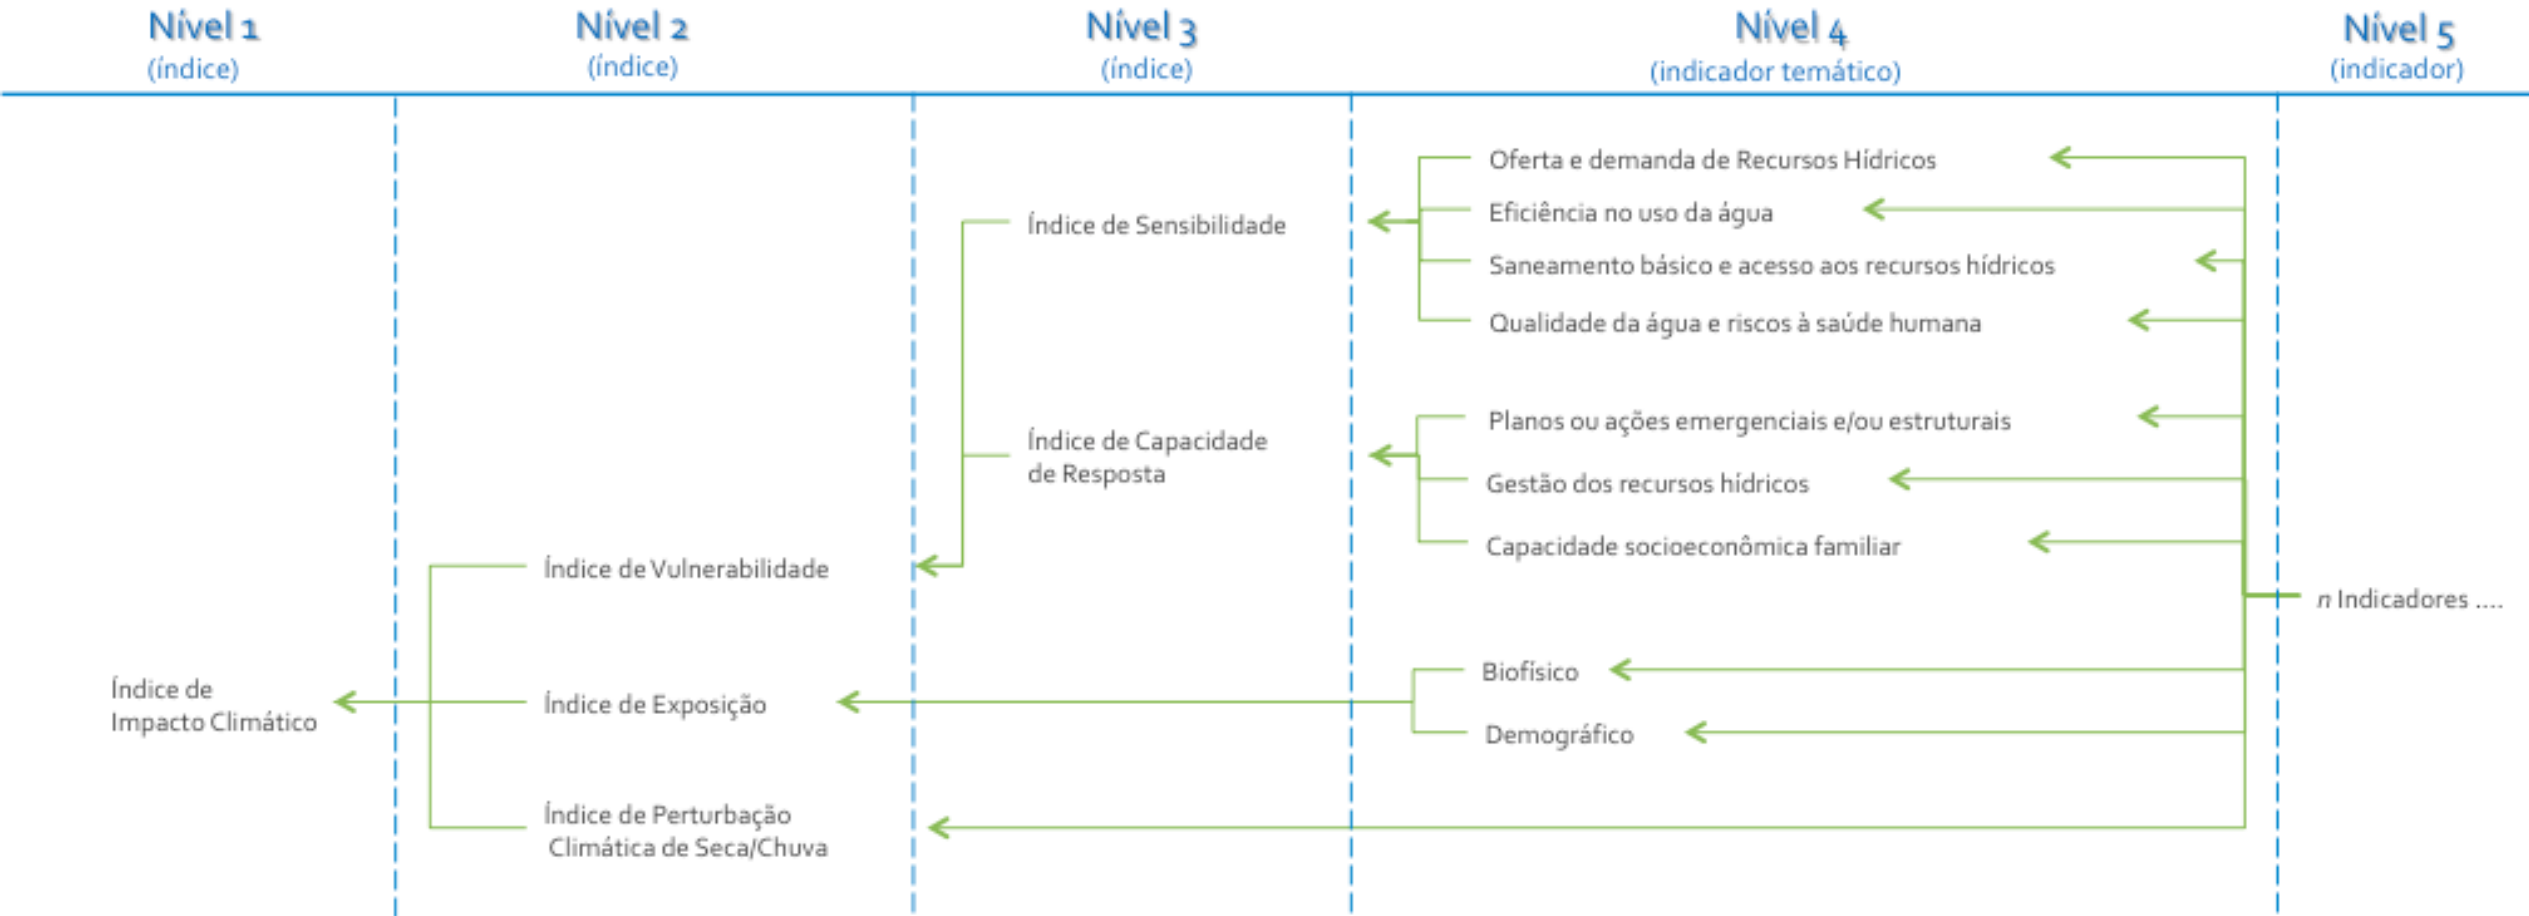 Nível 1
(índice)
Nível 2
(índice)
Nível 3
(índice)
Nível 4
(indicador temático)
Nível 5
(indicador)
Índice de
Impacto Climático
Índice de Vulnerabilidade
Índice de Exposição
Índice de Perturbação
Climática de Seca/Chuva
Índice de Sensibilidade
Índice de Capacidade
de Resposta
Oferta e demanda de Recursos Hídricos
Eficiência no uso da água
Saneamento básico e acesso aos recursos hídricos
Qualidade da água e riscos à saúde humana
Planos ou ações emergenciais e/ou estruturais
Gestão dos recursos hídricos
Capacidade socioeconômica familiar
Biofísico
Demográfico
n Indicadores ....